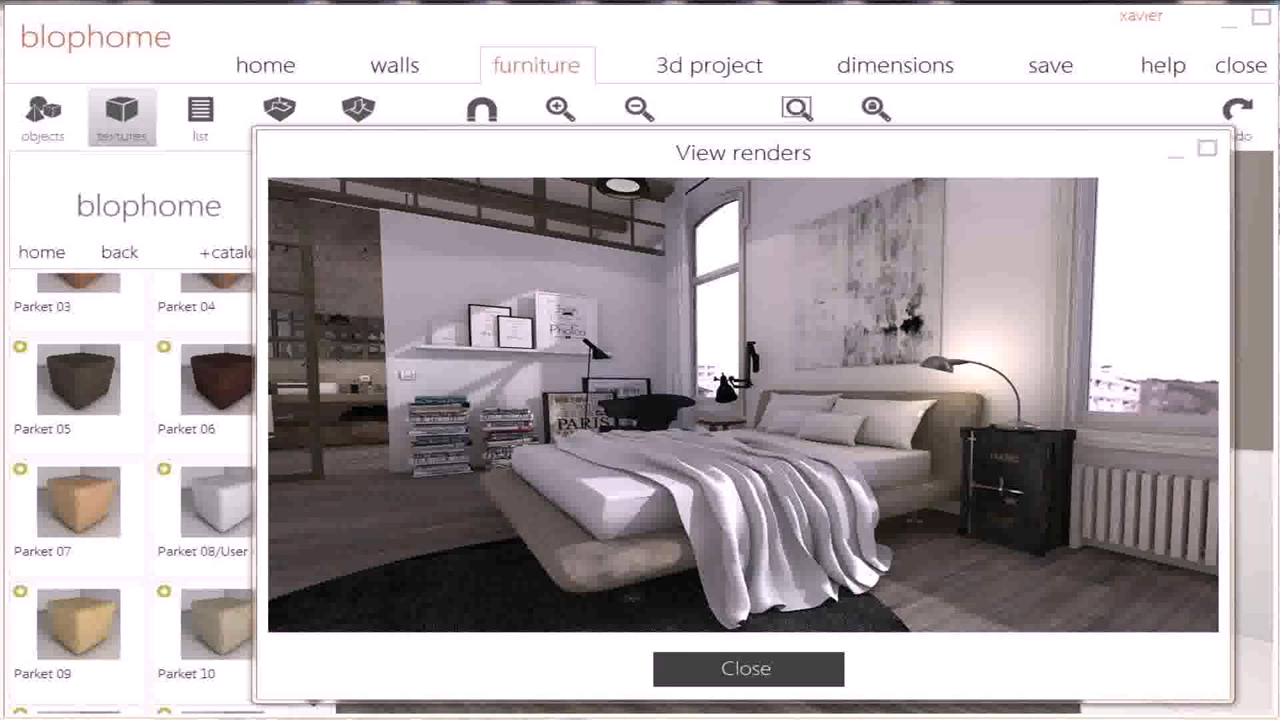 blophome
xavier
home walls furniture 3d project dimensions save help close
objects textures list
do
View renders
blophome
home back +catalo
Parket 03 Parket 04
Parket 05 Parket 06
Parket 07 Parket 08/User
Parket 09 Parket 10
PARIS
Close